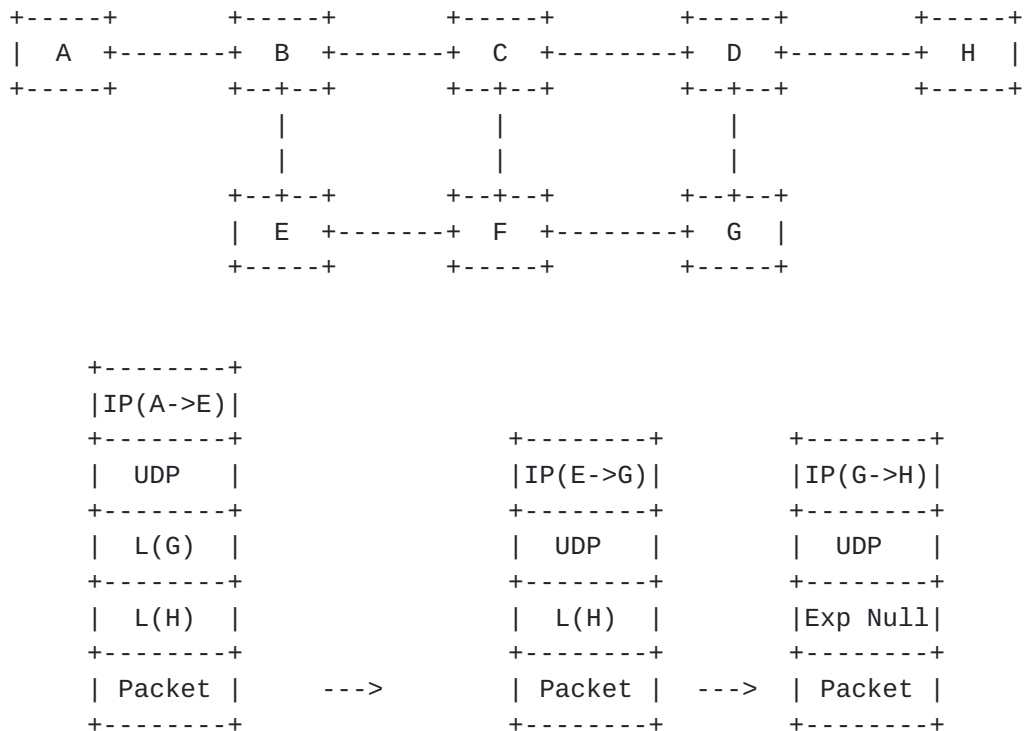 +-----+       +-----+       +-----+        +-----+        +-----+
|  A  +-------+  B  +-------+  C  +--------+  D  +--------+  H  |
+-----+       +--+--+       +--+--+        +--+--+        +-----+
                 |             |              |
                 |             |              |
              +--+--+       +--+--+        +--+--+
              |  E  +-------+  F  +--------+  G  |
              +-----+       +-----+        +-----+
     +--------+
     |IP(A->E)|
     +--------+                 +--------+        +--------+
     |  UDP   |                 |IP(E->G)|        |IP(G->H)|
     +--------+                 +--------+        +--------+
     |  L(G)  |                 |  UDP   |        |  UDP   |
     +--------+                 +--------+        +--------+
     |  L(H)  |                 |  L(H)  |        |Exp Null|
     +--------+                 +--------+        +--------+
     | Packet |     --->        | Packet |  --->  | Packet |
     +--------+                 +--------+        +--------+